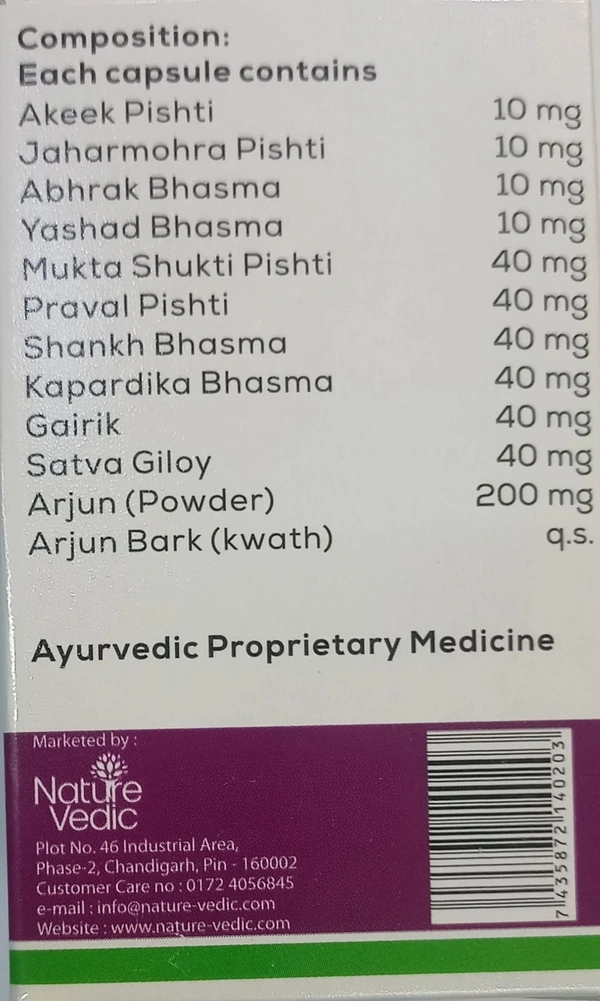 Composition:
Each capsule contains
Akeek Pishti 10 mg
Jaharmohra Pishti 10 mg
Abhrak Bhasma 10 mg
Yashad Bhasma 10 mg
Mukta Shukti Pishti 40 mg
Praval Pishti 40 mg
Shankh Bhasma 40 mg
Kapardika Bhasma 40 mg
Gairik 40 mg
Satva Giloy 40 mg
Arjun (Powder) 200 mg
Arjun Bark (kwath) q.s.
Ayurvedic Proprietary Medicine
Marketed by :
Nature
Vedic
Plot No. 46 Industrial Area,
Phase-2, Chandigarh, Pin - 160002
Customer Care no : 0172 4056845
e-mail : info@nature-vedic.com
Website : www.nature-vedic.com
7 435872 140203